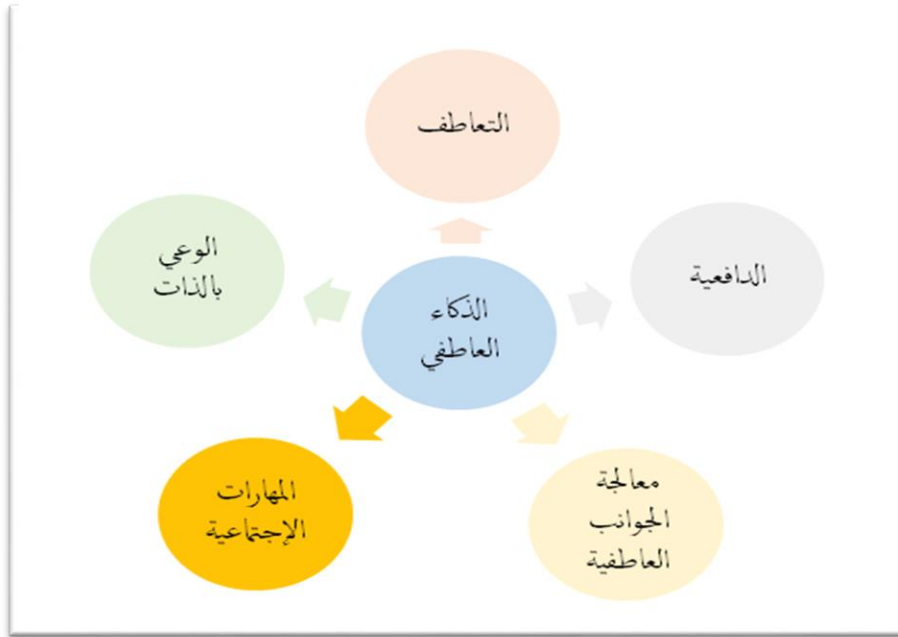 التعاطف
الدافعية
الوعي
بالذات
الذكاء
العاطفي
معالجة
الجوانب
العاطفية
المهارات
الإجتماعية